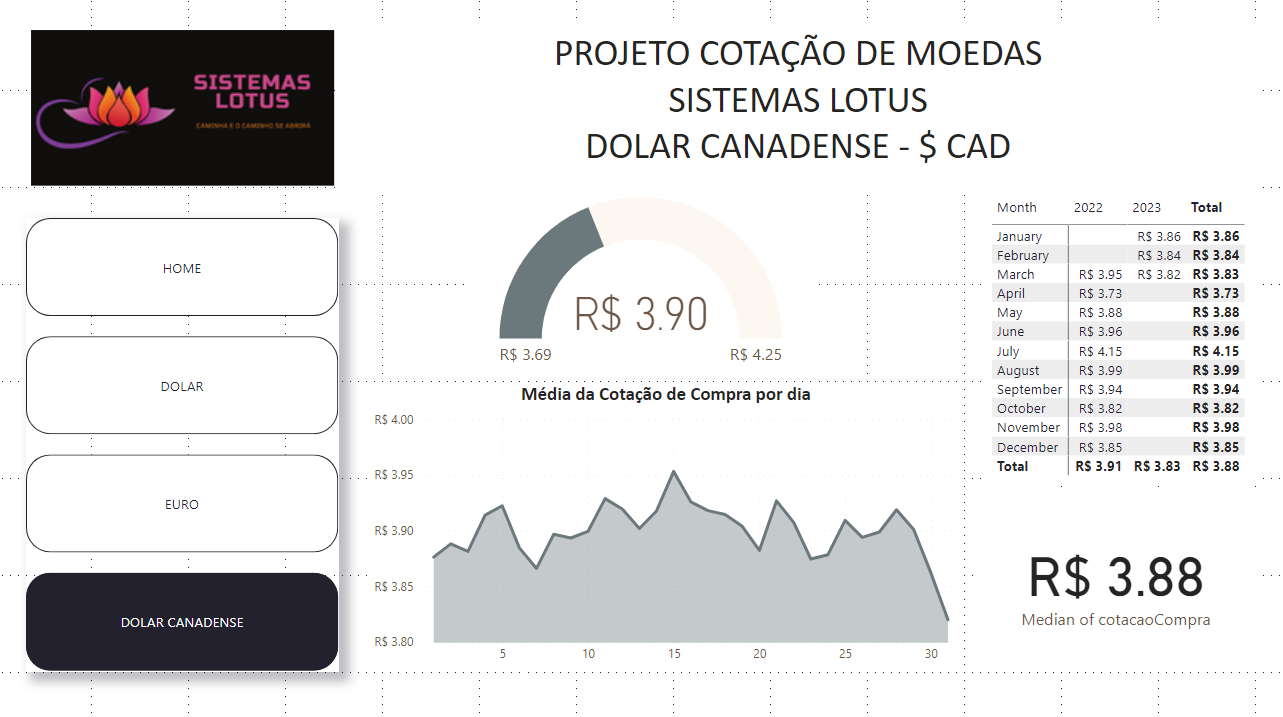 SISTEMAS
LOTUS
CAMINHA E O CAMINHO SE ABRIRÁ
PROJETO COTAÇÃO DE MOEDAS
SISTEMAS LOTUS
DOLAR CANADENSE - $ CAD
HOME
DOLAR
EURO
DOLAR CANADENSE
R$ 3.90
R$ 3.69 R$ 4.25
Média da Cotação de Compra por dia
R$ 4.00
R$ 3.95
R$ 3.90
R$ 3.85
R$ 3.80
5 10 15 20 25 30
Month 2022 2023 Total
January R$ 3.86 R$ 3.86
February R$ 3.84 R$ 3.84
March R$ 3.95 R$ 3.82 R$ 3.83
April R$ 3.73 R$ 3.73
May R$ 3.88 R$ 3.88
June R$ 3.96 R$ 3.96
July R$ 4.15 R$ 4.15
August R$ 3.99 R$ 3.99
September R$ 3.94 R$ 3.94
October R$ 3.82 R$ 3.82
November R$ 3.98 R$ 3.98
December R$ 3.85 R$ 3.85
Total R$ 3.91 R$ 3.83 R$ 3.88
R$ 3.88
Median of cotacaoCompra